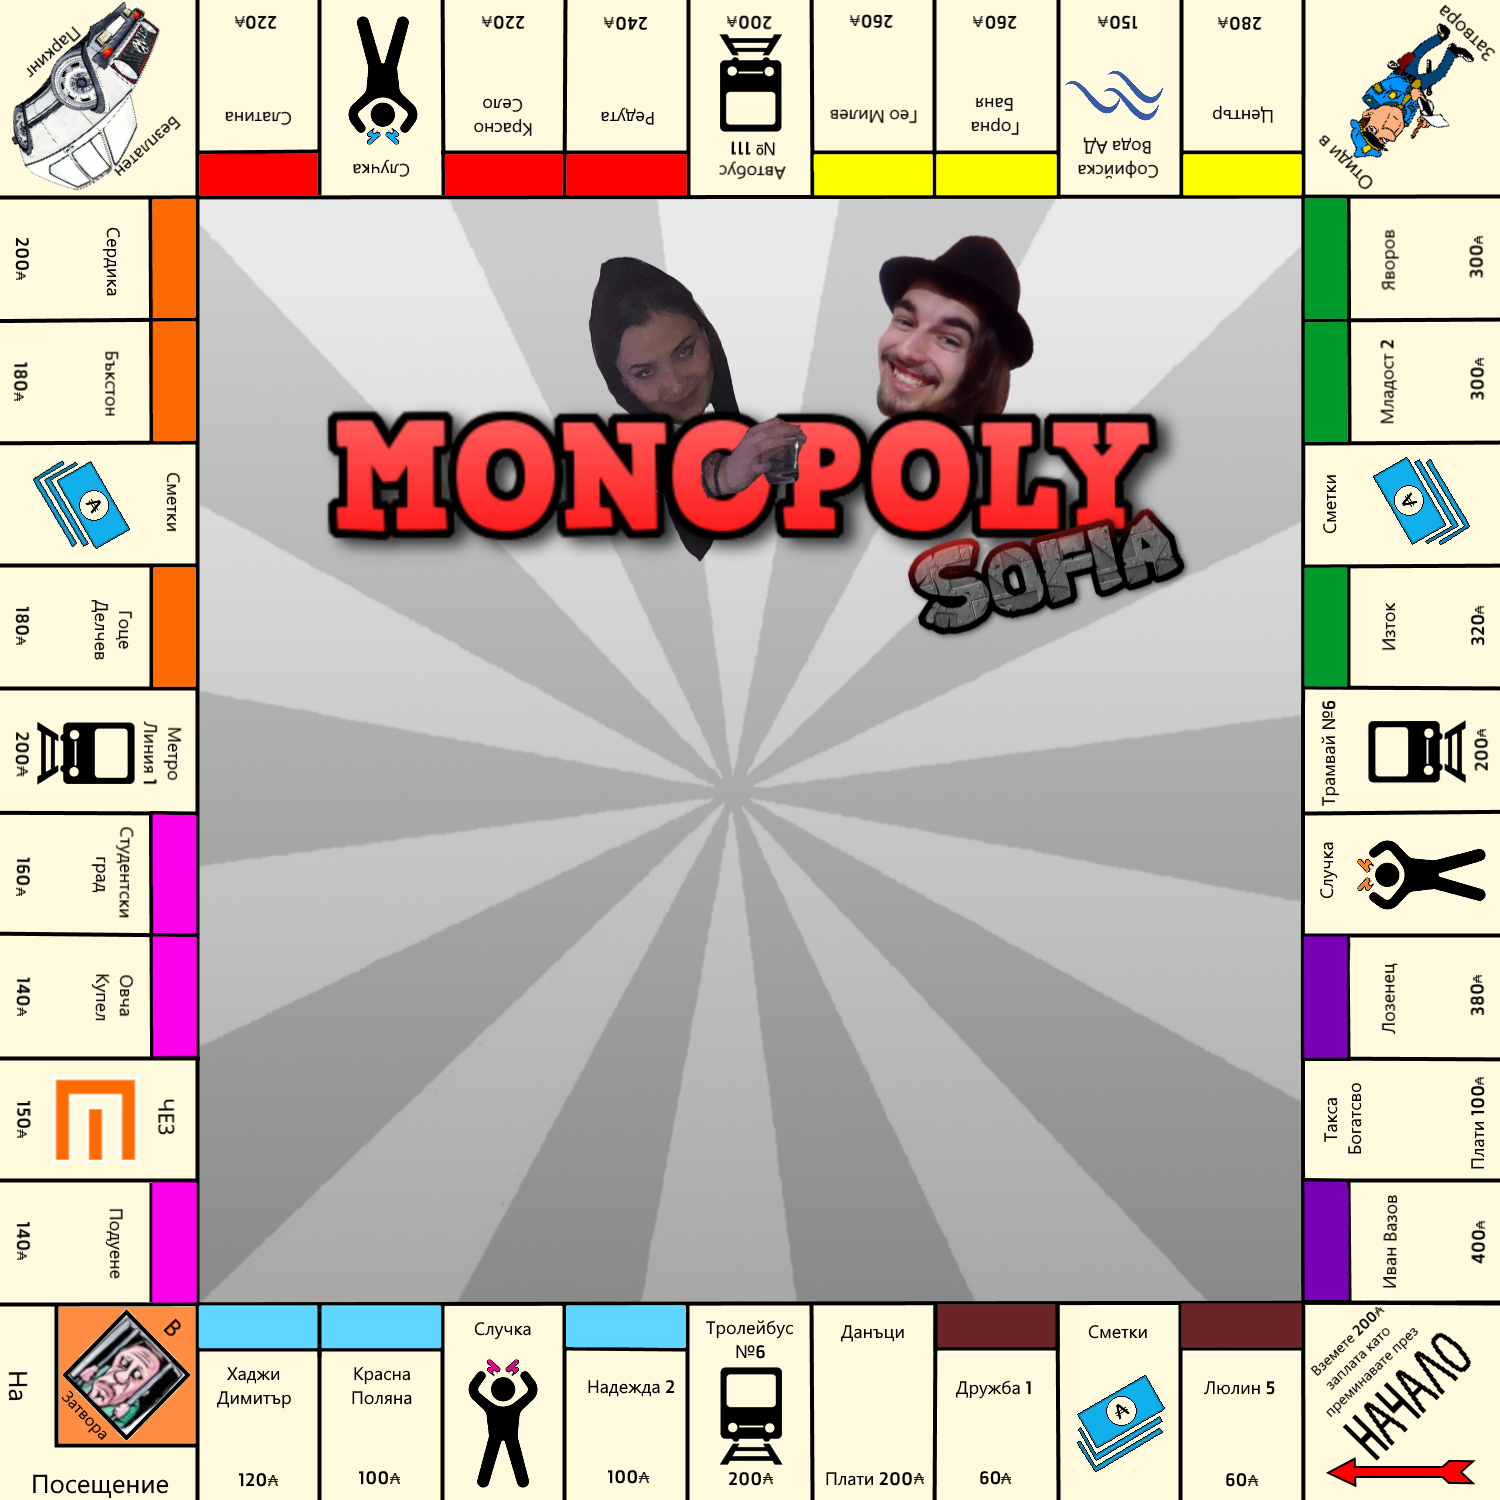 Безплатен
Паркинг
220₳
Слатина
Случка
220₳
Красно
Село
240₳
Редута
200₳
Автобус
№ 111
260₳
Гео Милев
260₳
Горна
Баня
150₳
Софийска
Вода АД
280₳
Център
Отиди в
Затвора
Сердика
200₳
Бъкстон
180₳
Сметки
Гоце
Делчев
180₳
Метро
Линия 1
200₳
Студентски
град
160₳
Овча
Купел
140₳
ЧЕЗ
150₳
Подуене
140₳
MONOPOLY
SOFIA
Яворов
300₳
Младост 2
300₳
Сметки
Изток
320₳
Трамвай №6
200₳
Случка
Лозенец
380₳
Такса
Богатсво
Плати 100₳
Иван Вазов
400₳
На
Посещение
В
Затвора
Хаджи
Димитър
120₳
Красна
Поляна
100₳
Случка
Надежда 2
100₳
Тролейбус
№6
200₳
Данъци
Плати 200₳
Дружба 1
60₳
Сметки
Люлин 5
60₳
Вземете 200₳
заплата като
преминавате през
НАЧАЛО